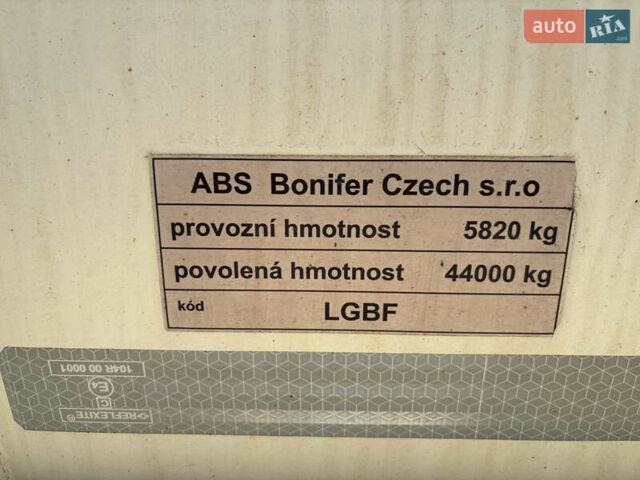 auto RIA .com
ABS Bonifer Czech s.r.o
provozní hmotnost 5820 kg
povolená hmotnost 44000 kg
kód LGBF
104R 00 0001
E4
C
REFLEXITE®